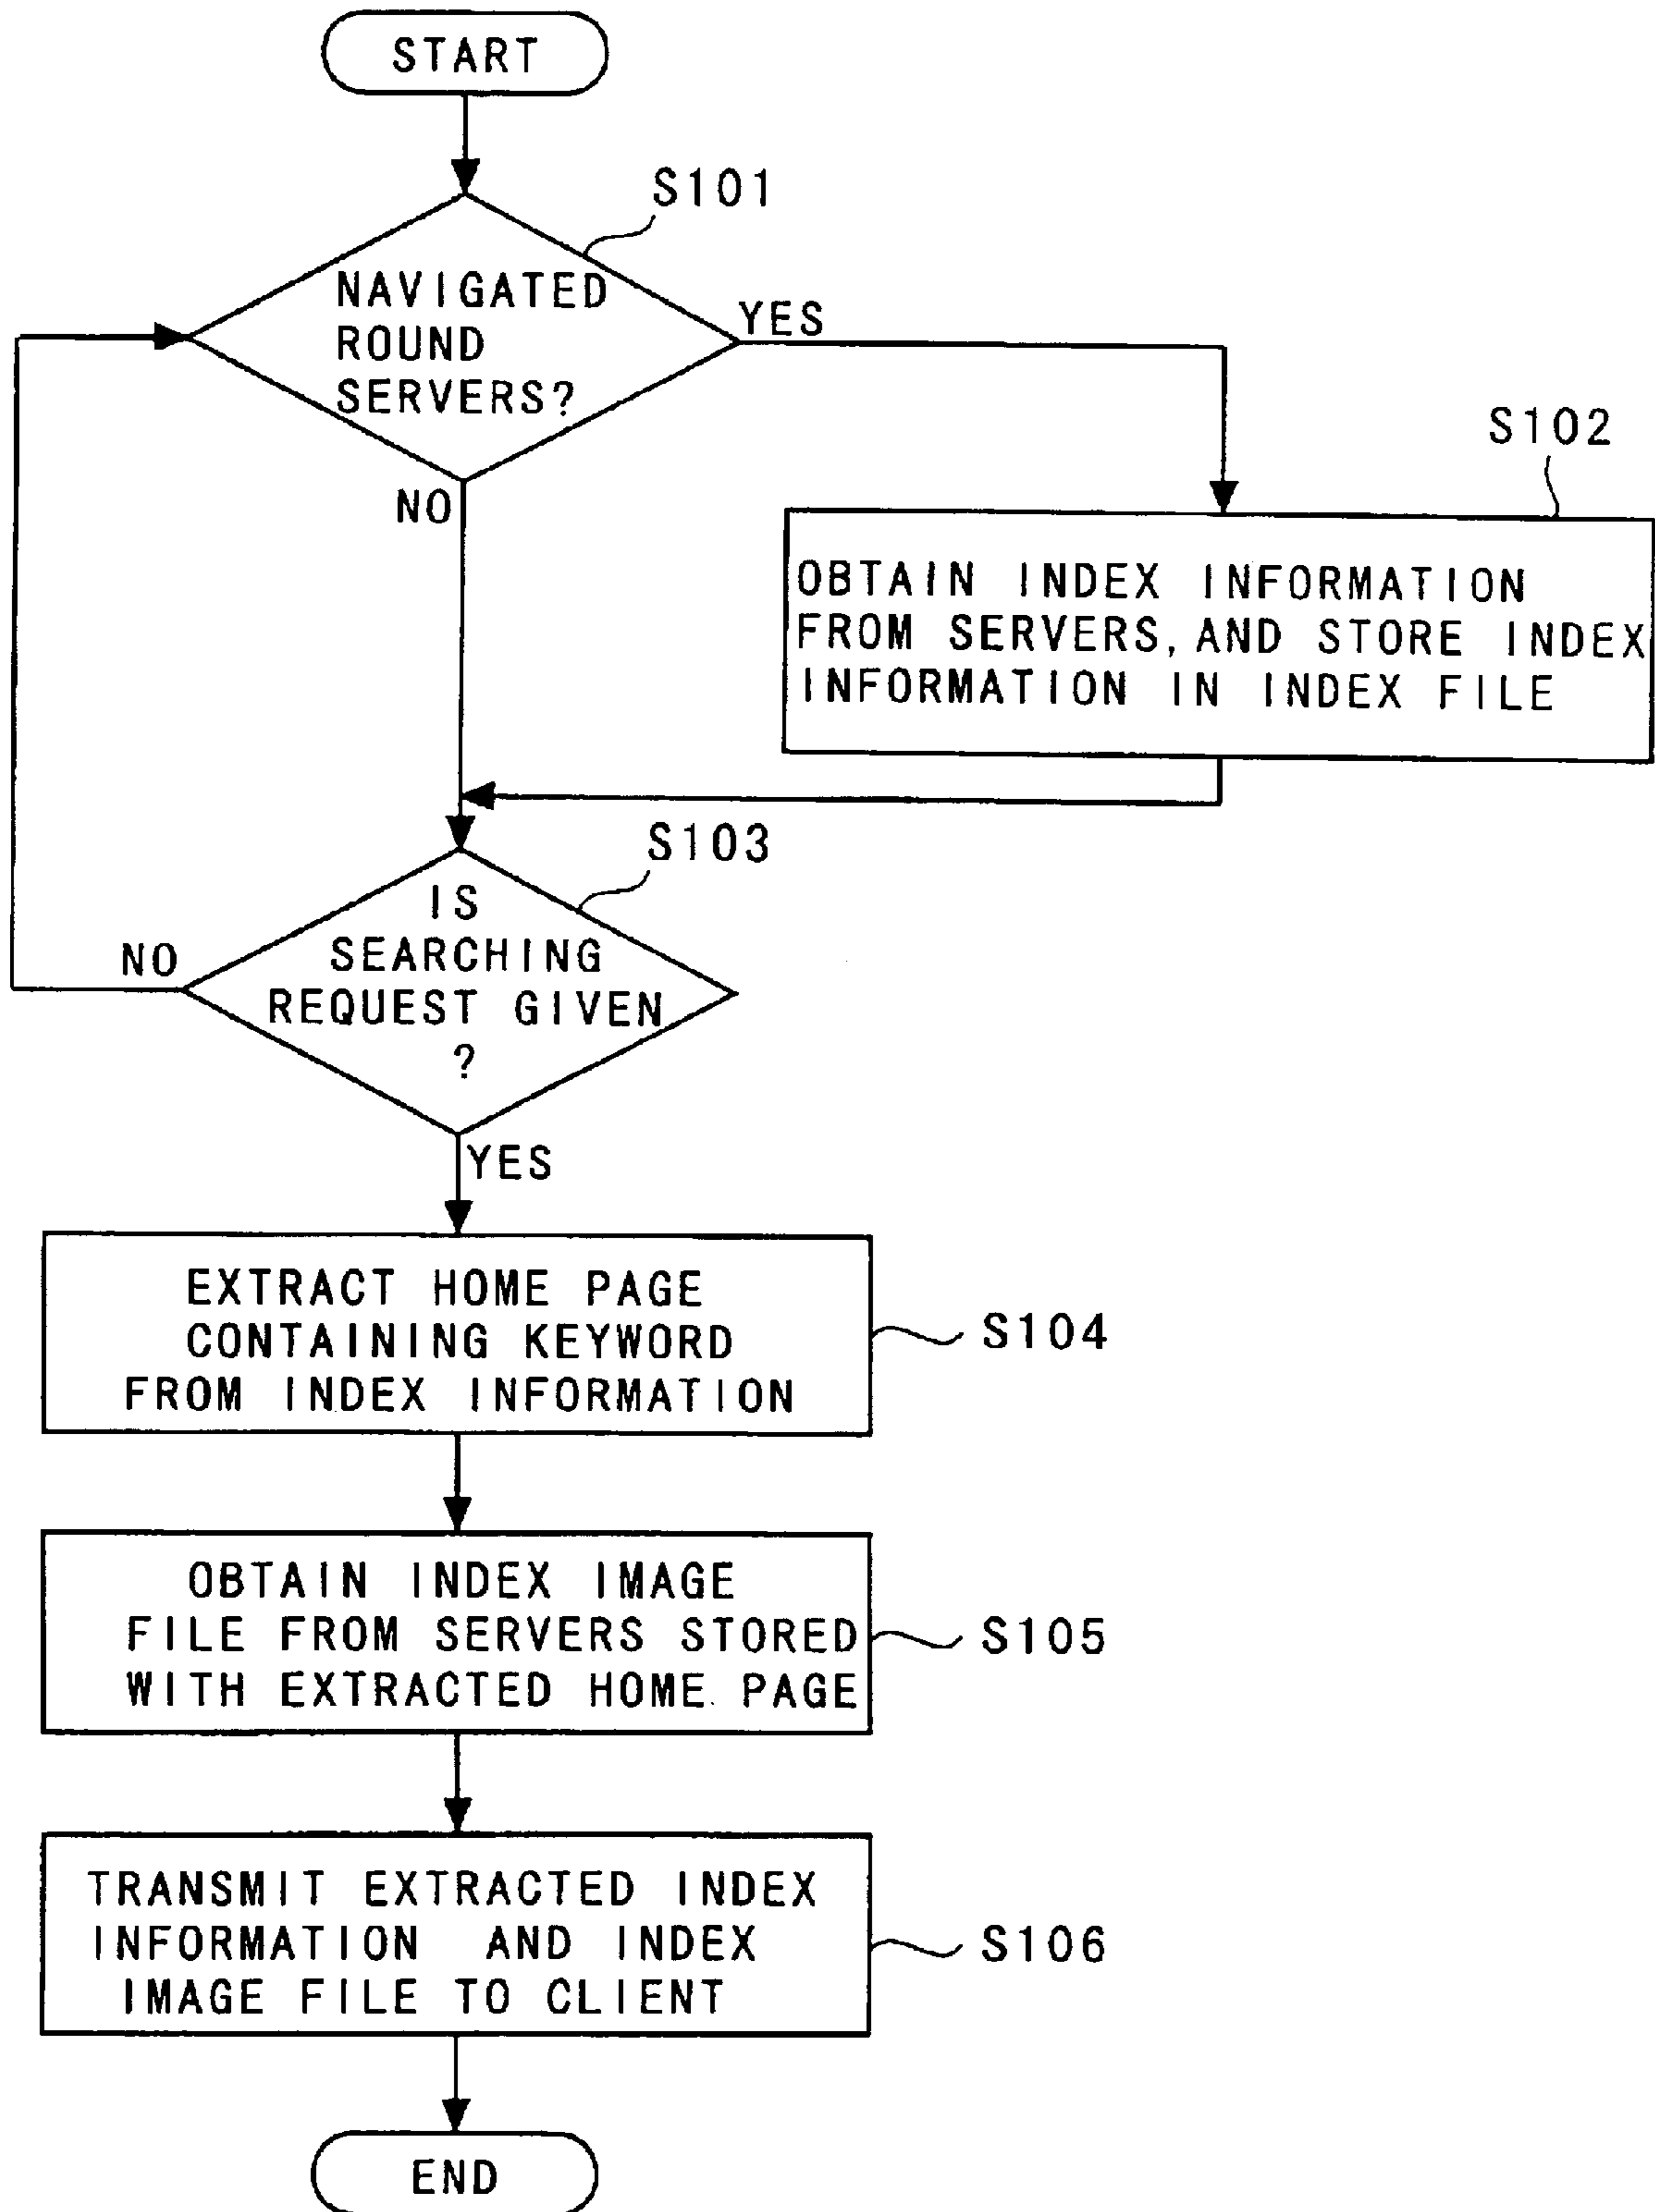 START
S101
NAVIGATED
ROUND
SERVERS?
YES
NO
S102
OBTAIN INDEX INFORMATION
FROM SERVERS, AND STORE INDEX
INFORMATION IN INDEX FILE
S103
IS
SEARCHING
REQUEST GIVEN
?
NO
YES
EXTRACT HOME PAGE
CONTAINING KEYWORD
FROM INDEX INFORMATION
S104
OBTAIN INDEX IMAGE
FILE FROM SERVERS STORED
WITH EXTRACTED HOME PAGE
S105
TRANSMIT EXTRACTED INDEX
INFORMATION AND INDEX
IMAGE FILE TO CLIENT
S106
END